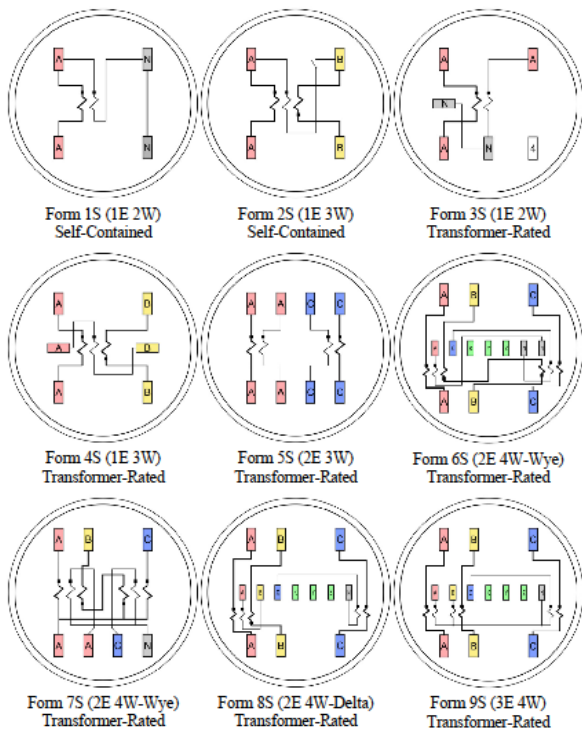 A N
A N
Form 1S (1E 2W)
Self-Contained
A B
A B
Form 2S (1E 3W)
Self-Contained
A
N
A N 4
Form 3S (1E 2W)
Transformer-Rated
A D
A D
A B
Form 4S (1E 3W)
Transformer-Rated
A A C C
A A C C
Form 5S (2E 3W)
Transformer-Rated
A B C
A B C
Form 6S (2E 4W-Wye)
Transformer-Rated
A B C
A A C N
Form 7S (2E 4W-Wye)
Transformer-Rated
A B C
A B C
Form 8S (2E 4W-Delta)
Transformer-Rated
A B C
A B C
Form 9S (3E 4W)
Transformer-Rated